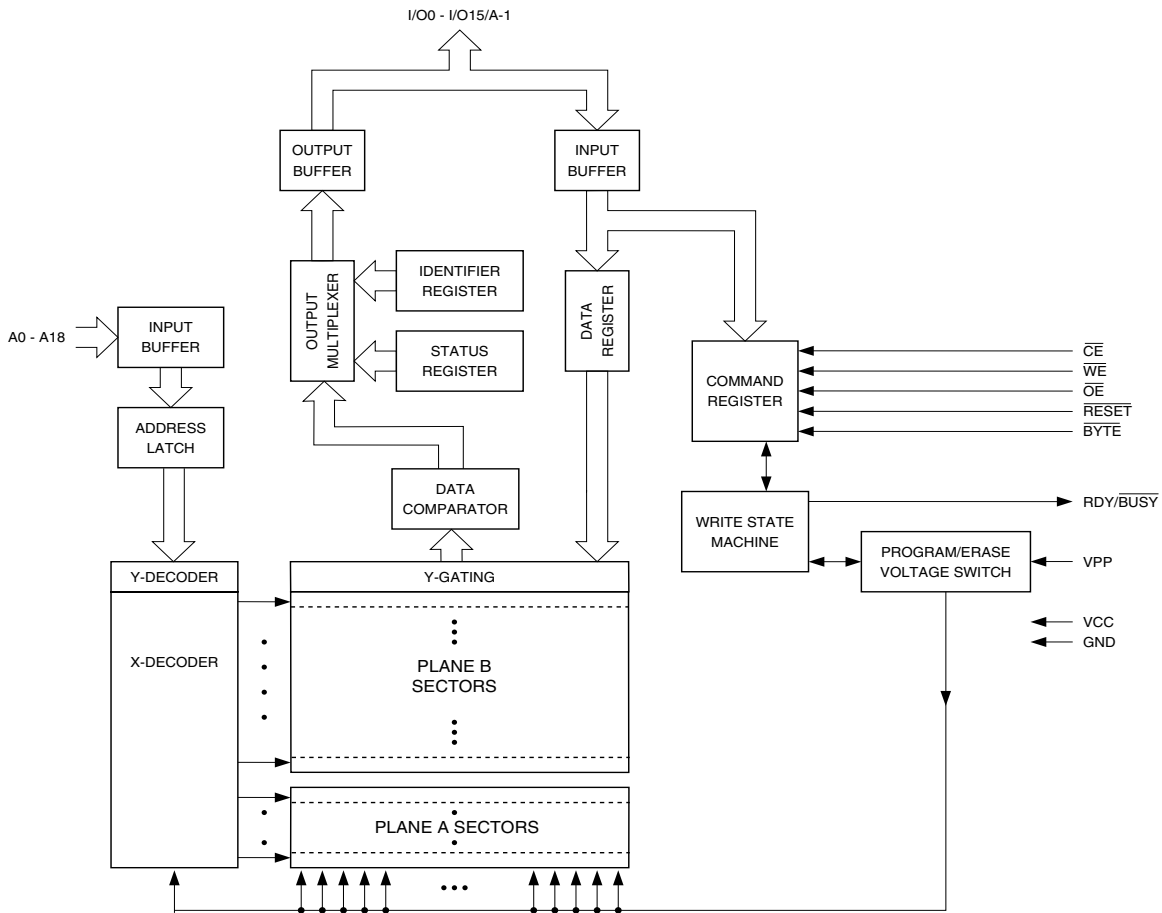 I/O0 - I/O15/A-1
OUTPUT
BUFFER
INPUT
BUFFER
OUTPUT
MULTIPLEXER
IDENTIFIER
REGISTER
STATUS
REGISTER
DATA
REGISTER
A0 - A18
INPUT
BUFFER
ADDRESS
LATCH
COMMAND
REGISTER
CE
WE
OE
RESET
BYTE
DATA
COMPARATOR
WRITE STATE
MACHINE
RDY/BUSY
PROGRAM/ERASE
VOLTAGE SWITCH
VPP
VCC
GND
Y-DECODER
Y-GATING
X-DECODER
PLANE B
SECTORS
PLANE A SECTORS